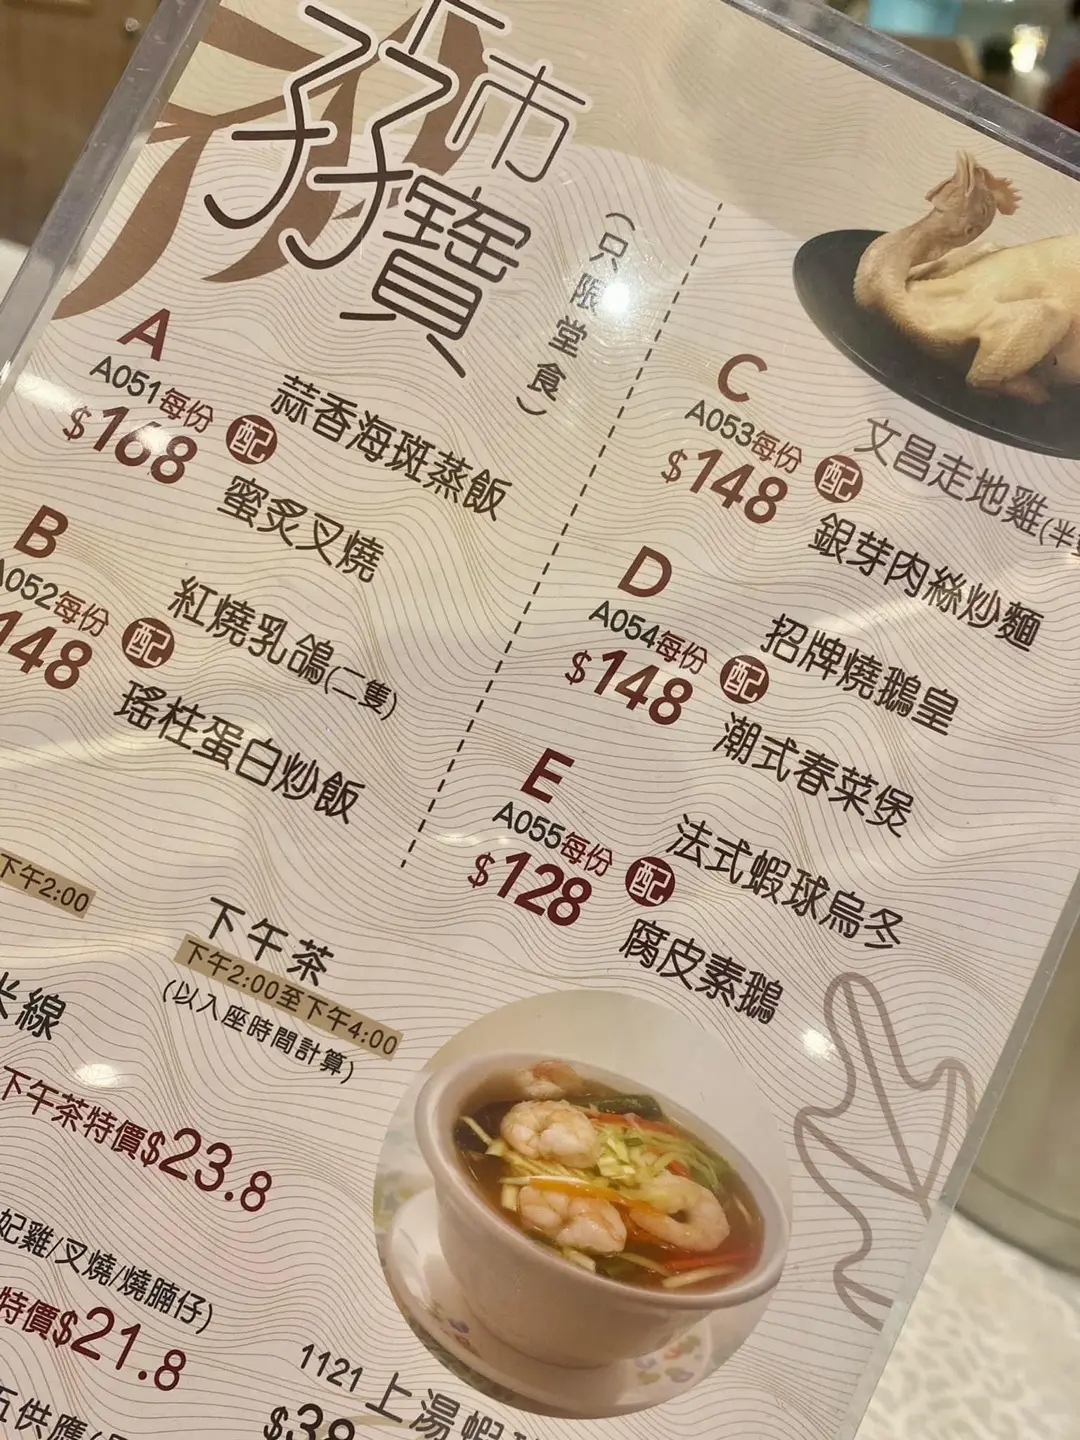 市
孖寶
(只限堂食)
A
A051每份
$168
配
蒜香海斑蒸飯
蜜炙叉燒
B
A052每份
148
配
紅燒乳鴿(二隻)
瑤柱蛋白炒飯
C
A053每份
$148
配
文昌走地雞(半
銀芽肉絲炒麵
D
A054每份
$148
配
招牌燒鵝皇
潮式春菜煲
E
A055每份
$128
配
法式蝦球烏冬
腐皮素鵝
下午2:00
下午茶
下午2:00至下午4:00
(以入座時間計算)
米線
下午茶特價$23.8
妃雞/叉燒/燒腩仔)
特價$21.8
五供應(
1121 上湯蝦
$38